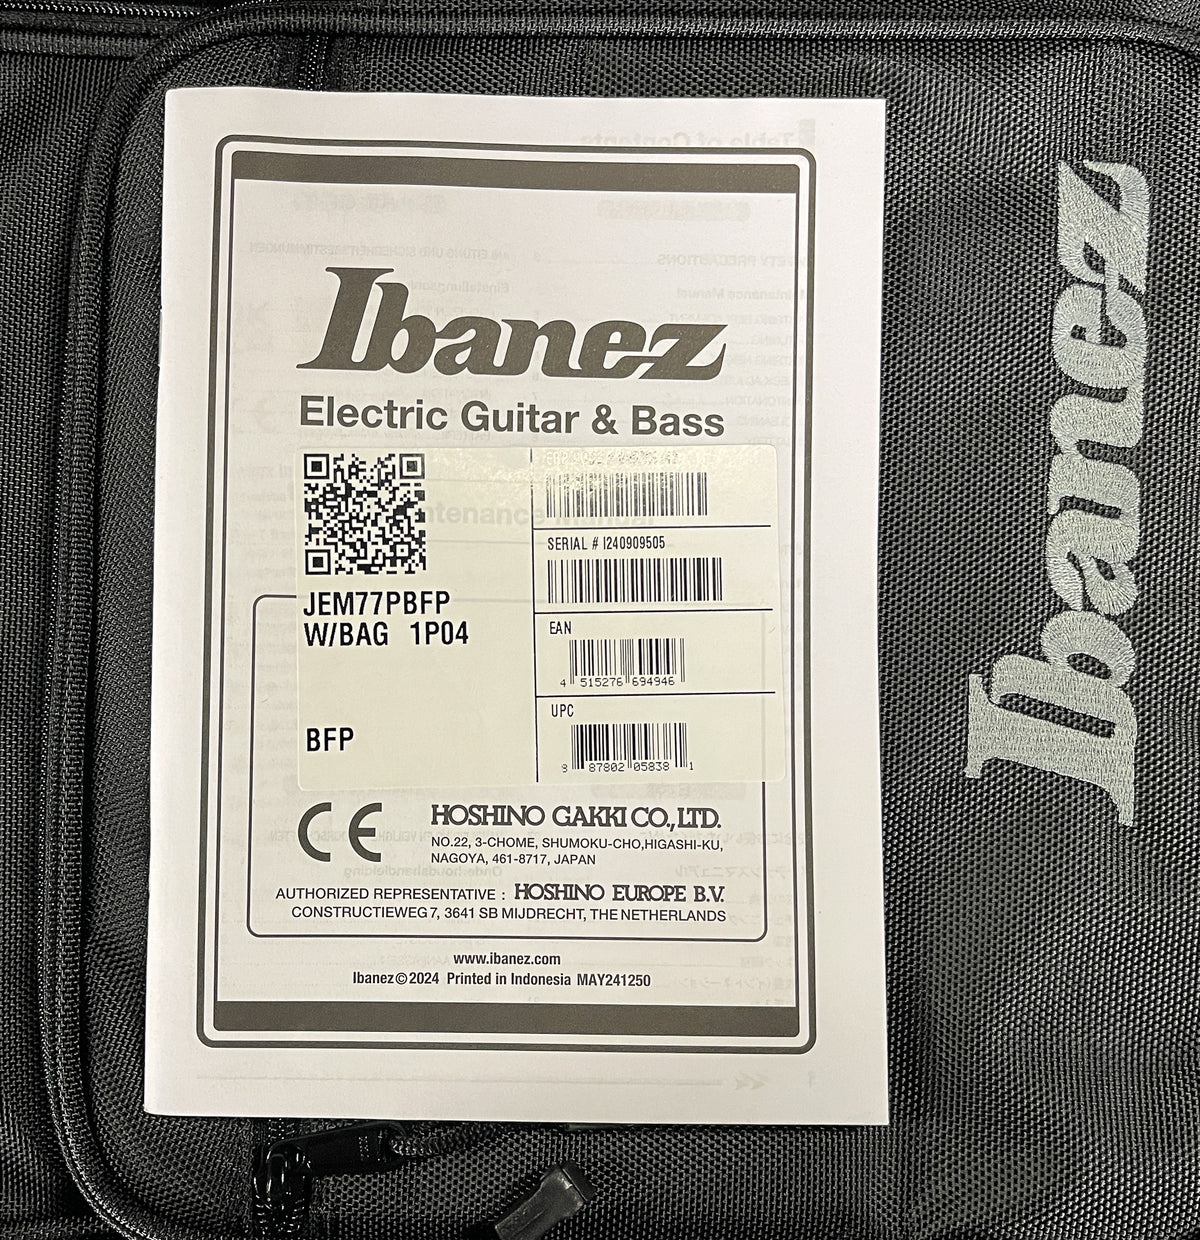 Ibanez
Electric Guitar & Bass
Maintenance Manual
JEM77PBFP
W/BAG 1P04
BFP
SERIAL # I240909505
EAN
4 515276 694946
UPC
8 87802 05838 1
CE
HOSHINO GAKKI CO., LTD.
NO.22, 3-CHOME, SHUMOKU-CHO,HIGASHI-KU,
NAGOYA, 461-8717, JAPAN
AUTHORIZED REPRESENTATIVE : HOSHINO EUROPE B.V.
CONSTRUCTIEWEG 7, 3641 SB MIJDRECHT, THE NETHERLANDS
www.ibanez.com
Ibanez©2024 Printed in Indonesia MAY241250
Ibanez